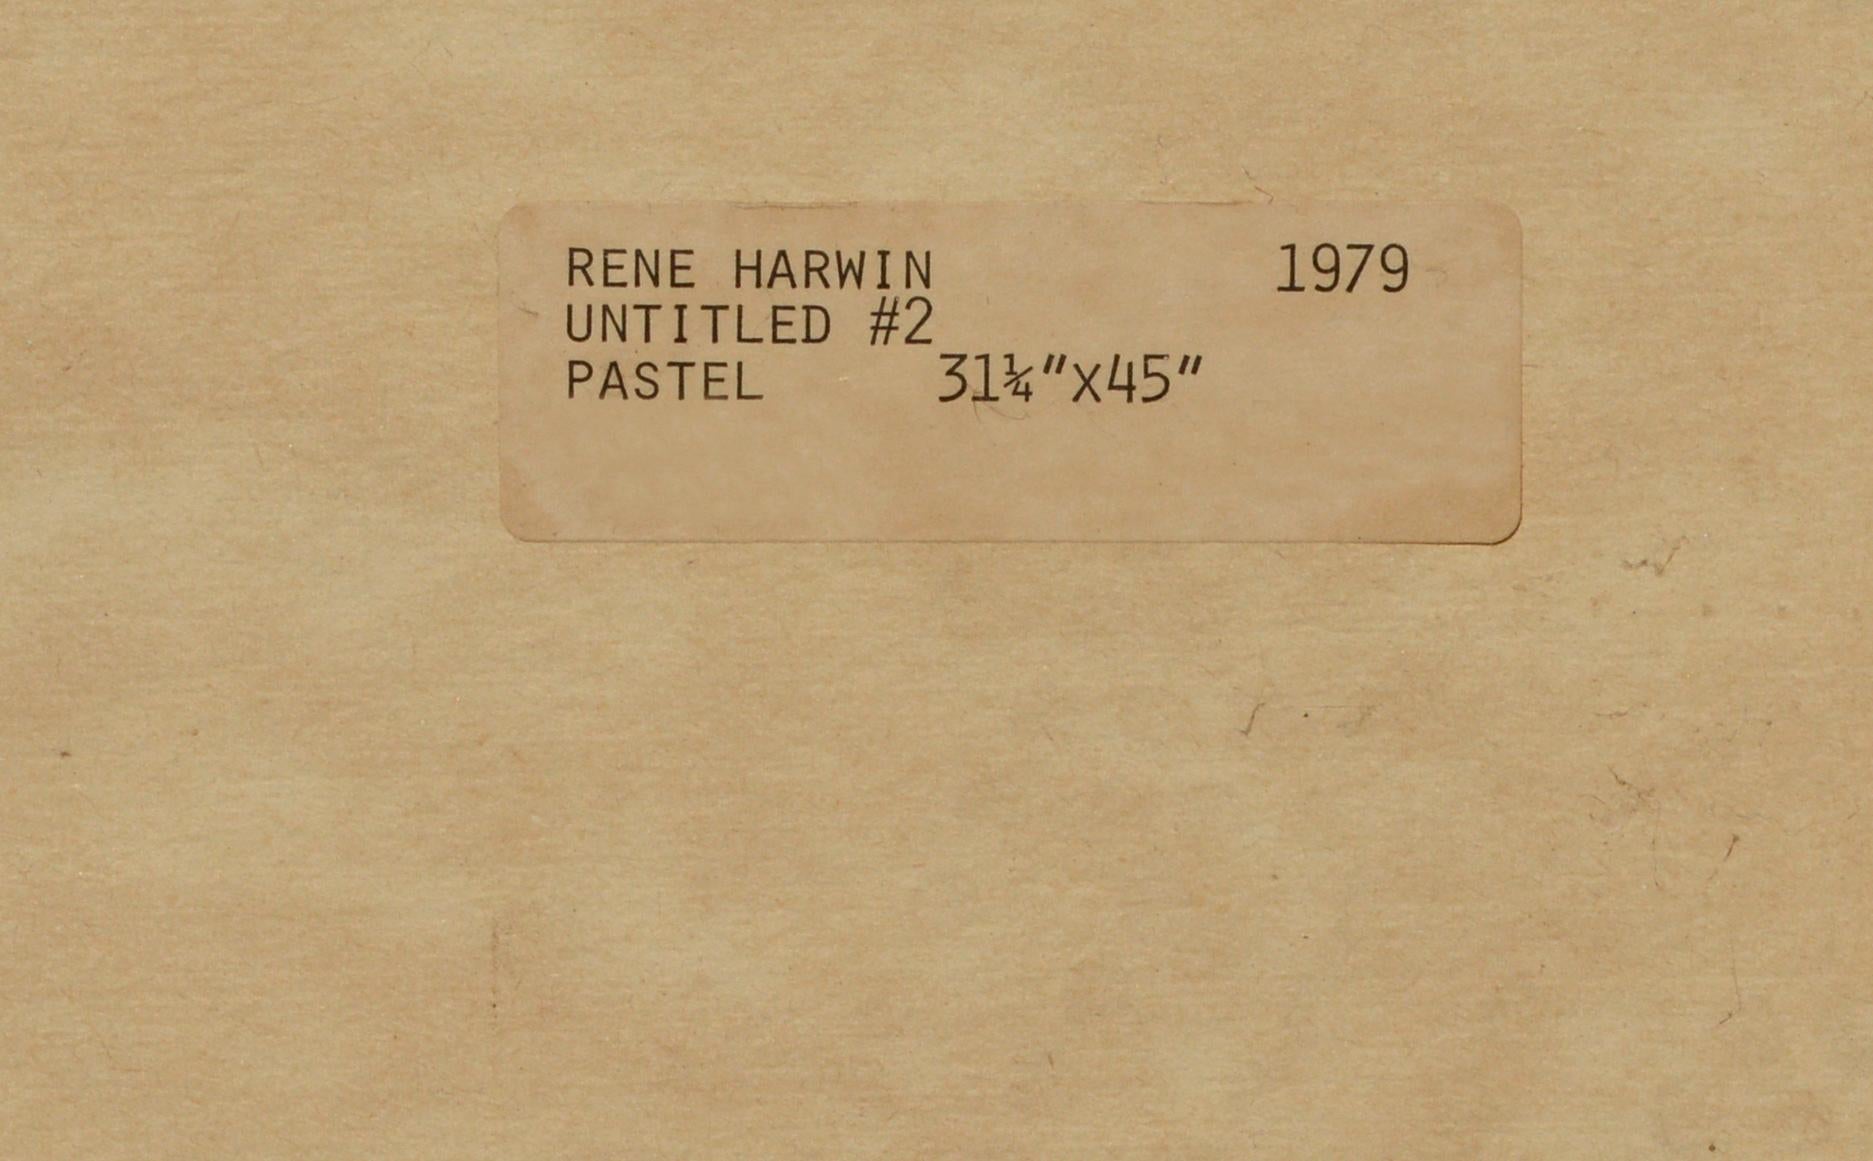 RENE HARWIN 1979
UNTITLED #2
PASTEL 31¼"X45"